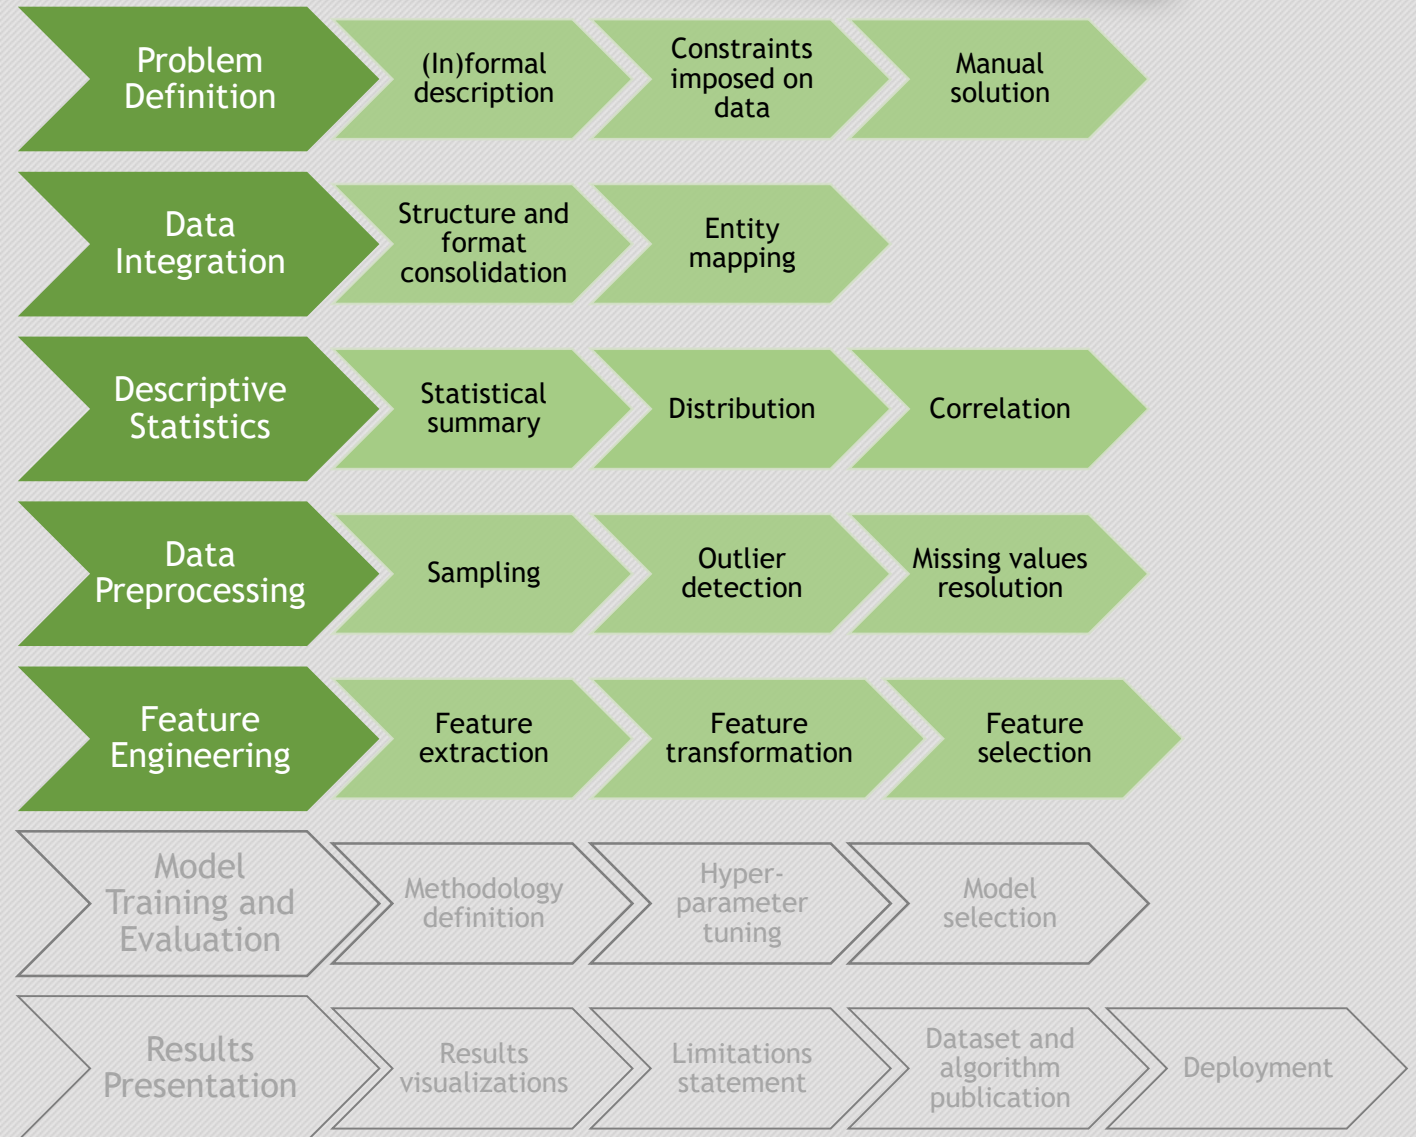 Problem
Definition
(In)formal
description
Constraints
imposed on
data
Manual
solution
Data
Integration
Structure and
format
consolidation
Entity
mapping
Descriptive
Statistics
Statistical
summary
Distribution
Correlation
Data
Preprocessing
Sampling
Outlier
detection
Missing values
resolution
Feature
Engineering
Feature
extraction
Feature
transformation
Feature
selection
Model
Training and
Evaluation
Methodology
definition
Hyper-
parameter
tuning
Model
selection
Results
Presentation
Results
visualizations
Limitations
statement
Dataset and
algorithm
publication
Deployment